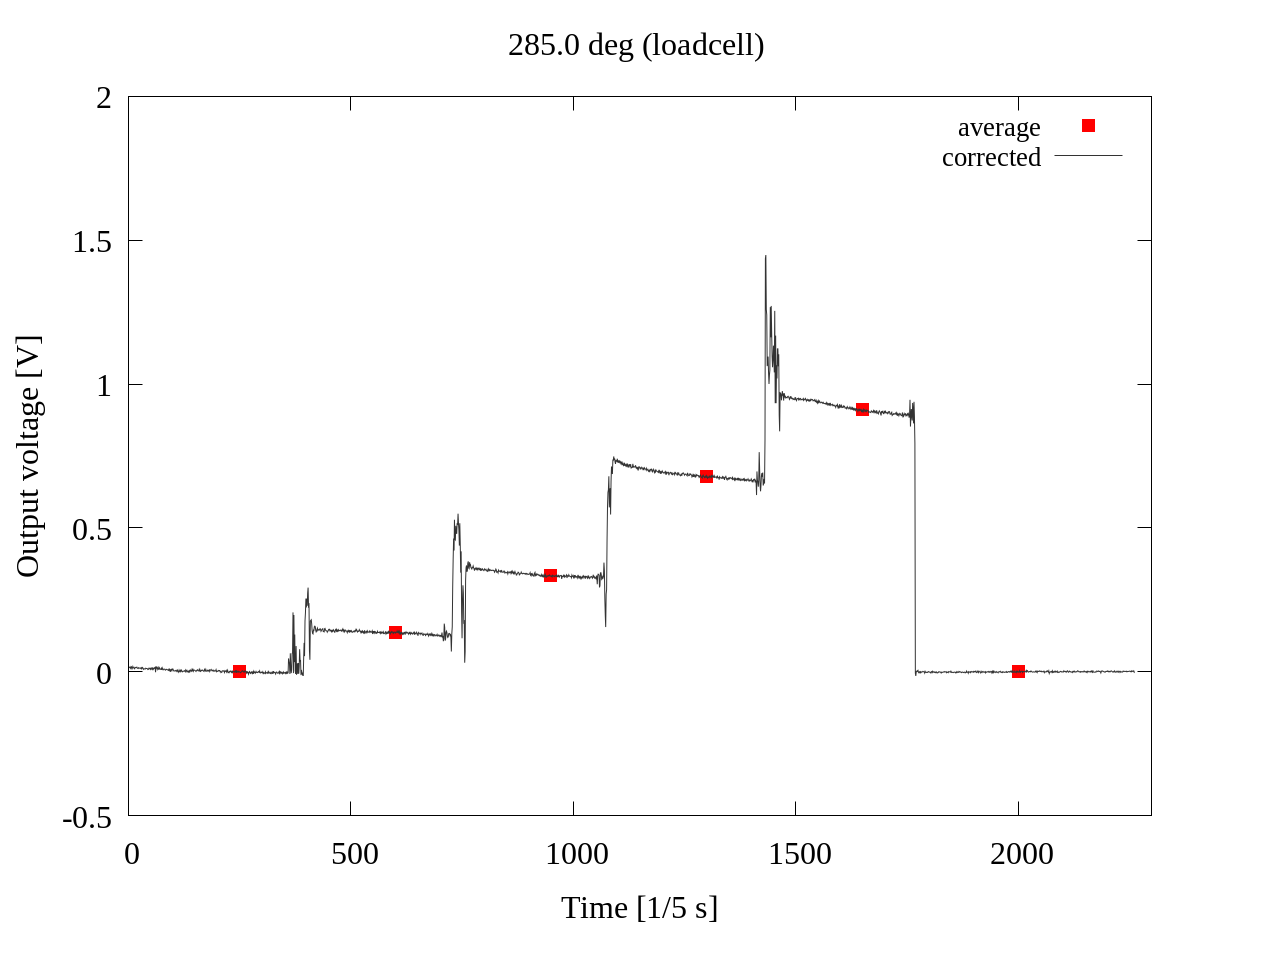 285.0 deg (loadcell)
2
1.5
1
0.5
0
-0.5
Output voltage [V]
average
corrected
0 500 1000 1500 2000
Time [1/5 s]